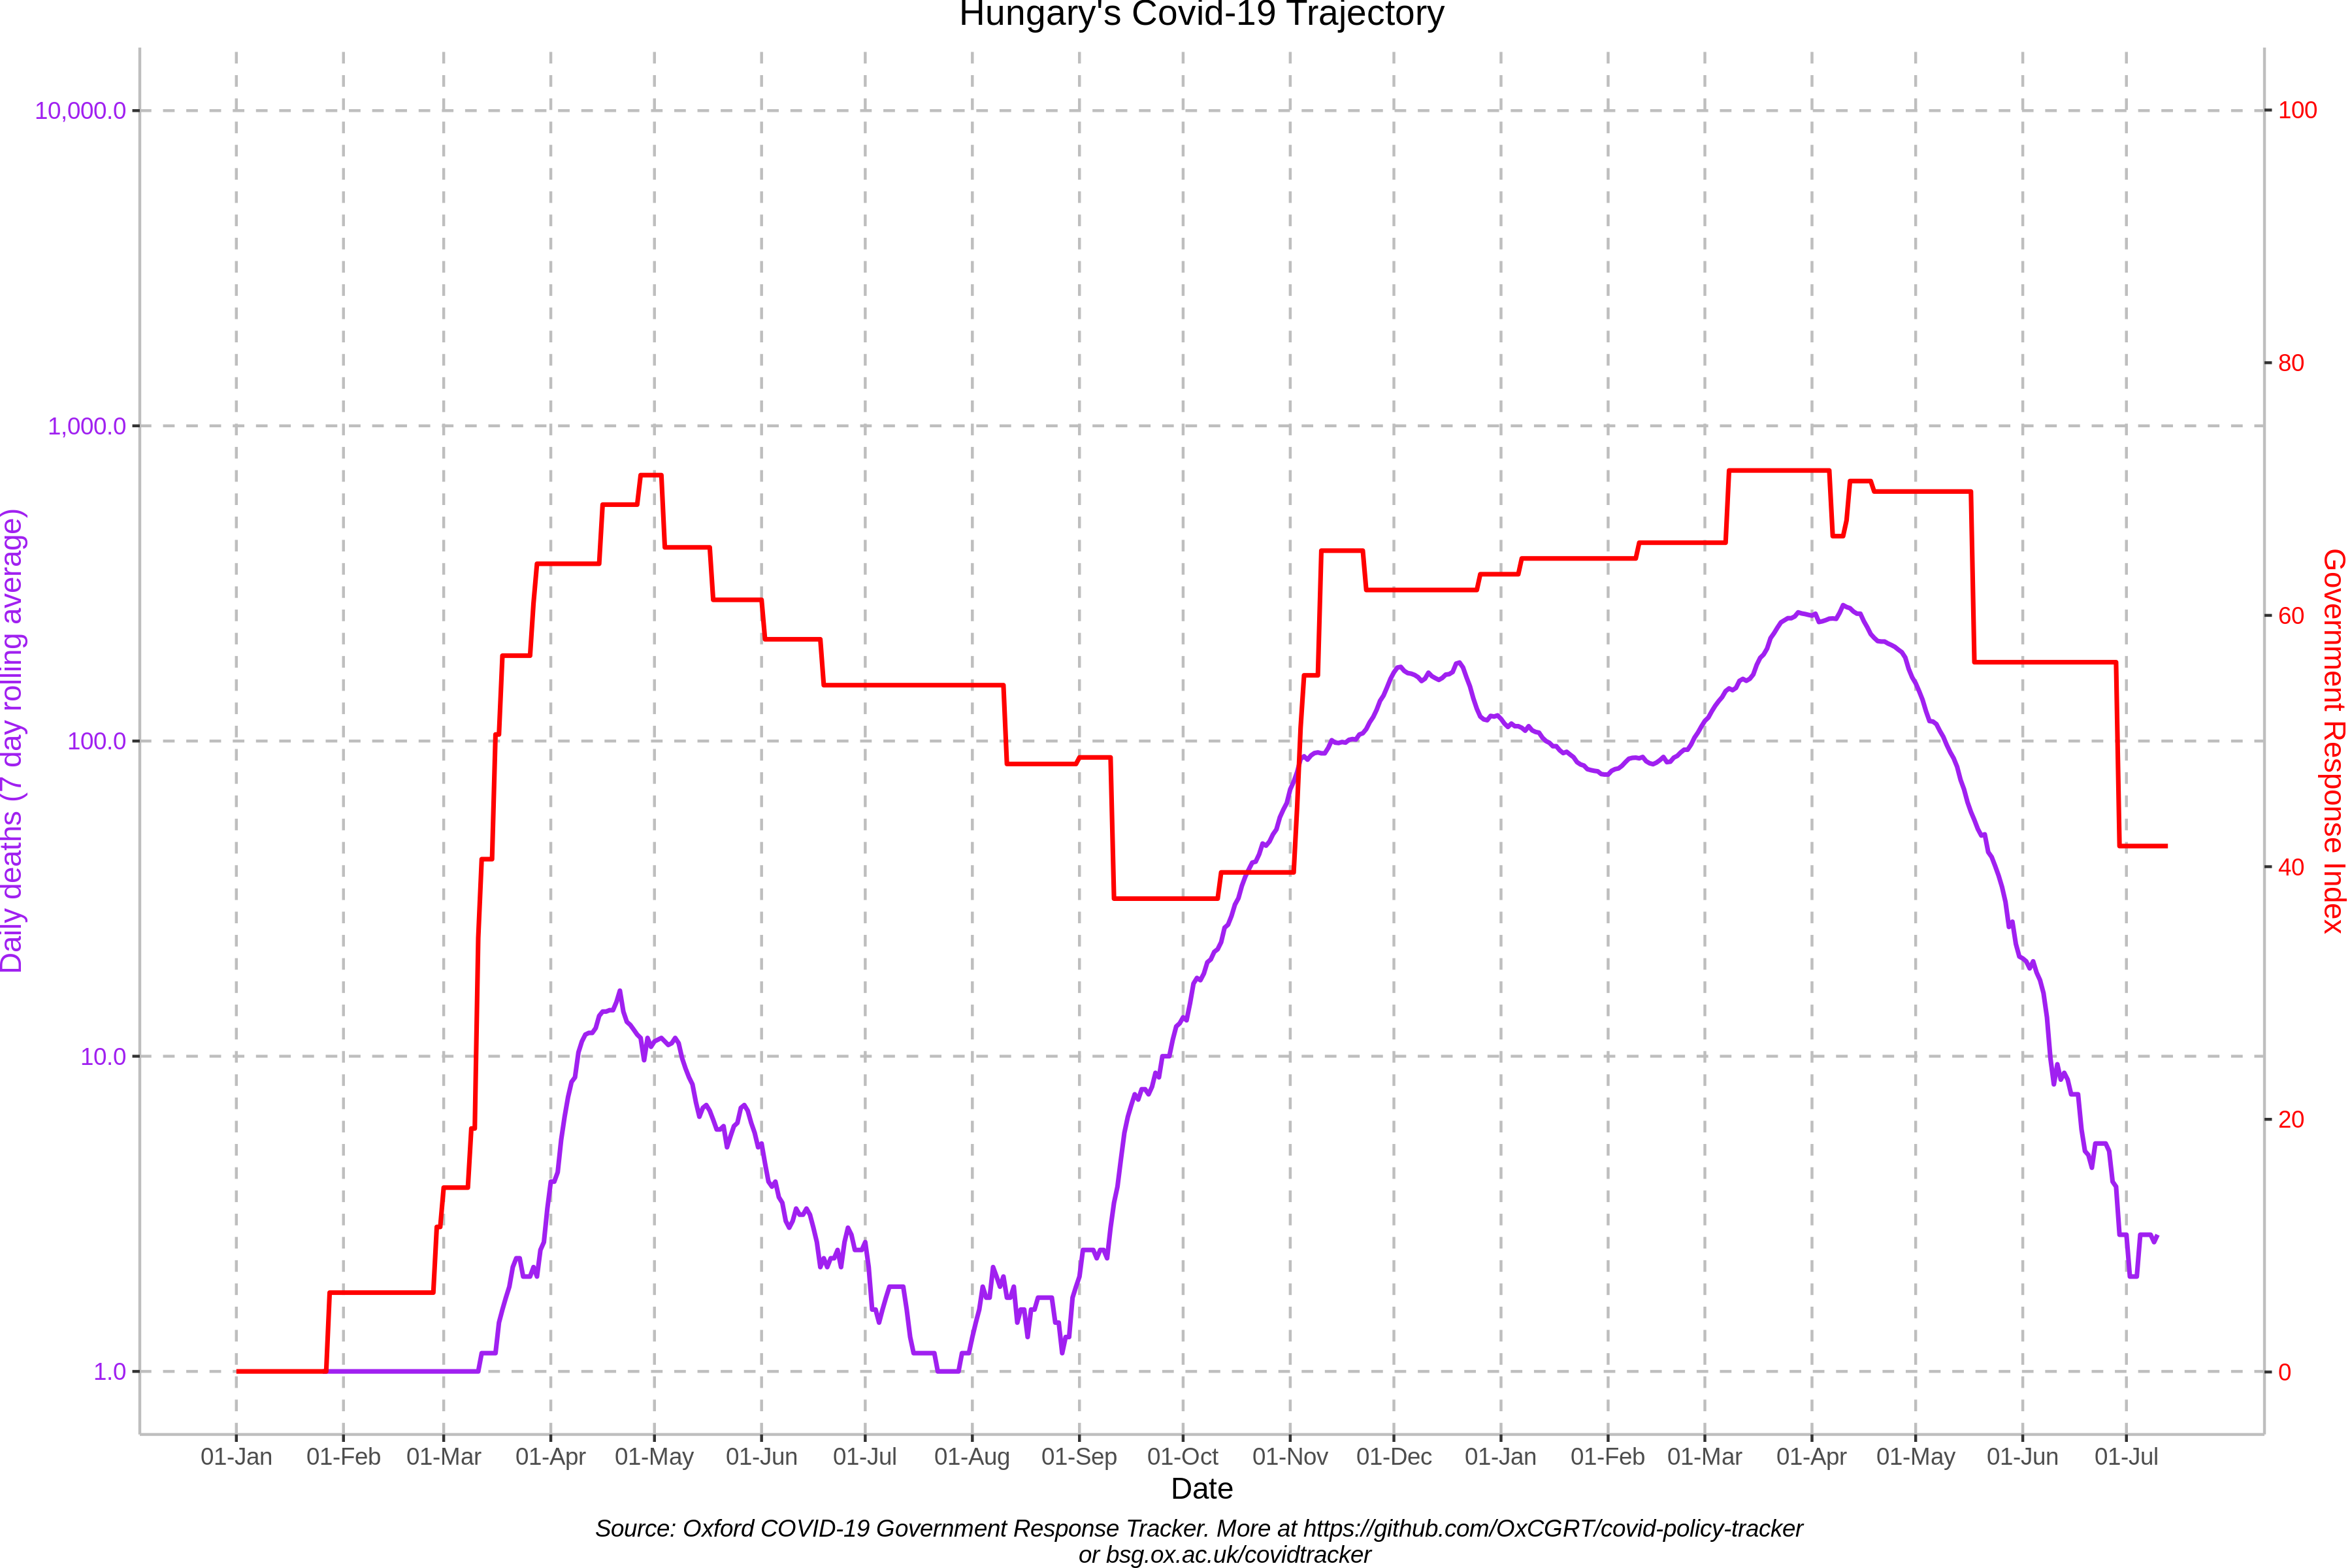 Hungary's Covid-19 Trajectory
10,000.0
1,000.0
100.0
10.0
1.0
Daily deaths (7 day rolling average)
100
80
60
40
20
0
Government Response Index
01-Jan 01-Feb 01-Mar 01-Apr 01-May 01-Jun 01-Jul 01-Aug 01-Sep 01-Oct 01-Nov 01-Dec 01-Jan 01-Feb 01-Mar 01-Apr 01-May 01-Jun 01-Jul
Date
Source: Oxford COVID-19 Government Response Tracker. More at https://github.com/OxCGRT/covid-policy-tracker
or bsg.ox.ac.uk/covidtracker